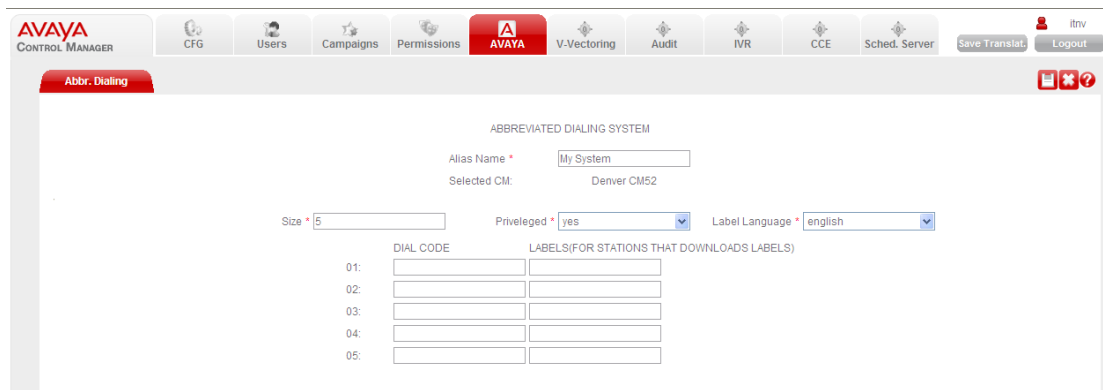 AVAYA
CONTROL MANAGER
CFG
Users
Campaigns
Permissions
AVAYA
V-Vectoring
Audit
IVR
CCE
Sched. Server
itnv
Save Translat.
Logout
Abbr. Dialing
ABBREVIATED DIALING SYSTEM
Alias Name * My System
Selected CM: Denver CM52
Size * 5 Priveleged * yes Label Language * english
DIAL CODE LABELS(FOR STATIONS THAT DOWNLOADS LABELS)
01:
02:
03:
04:
05: